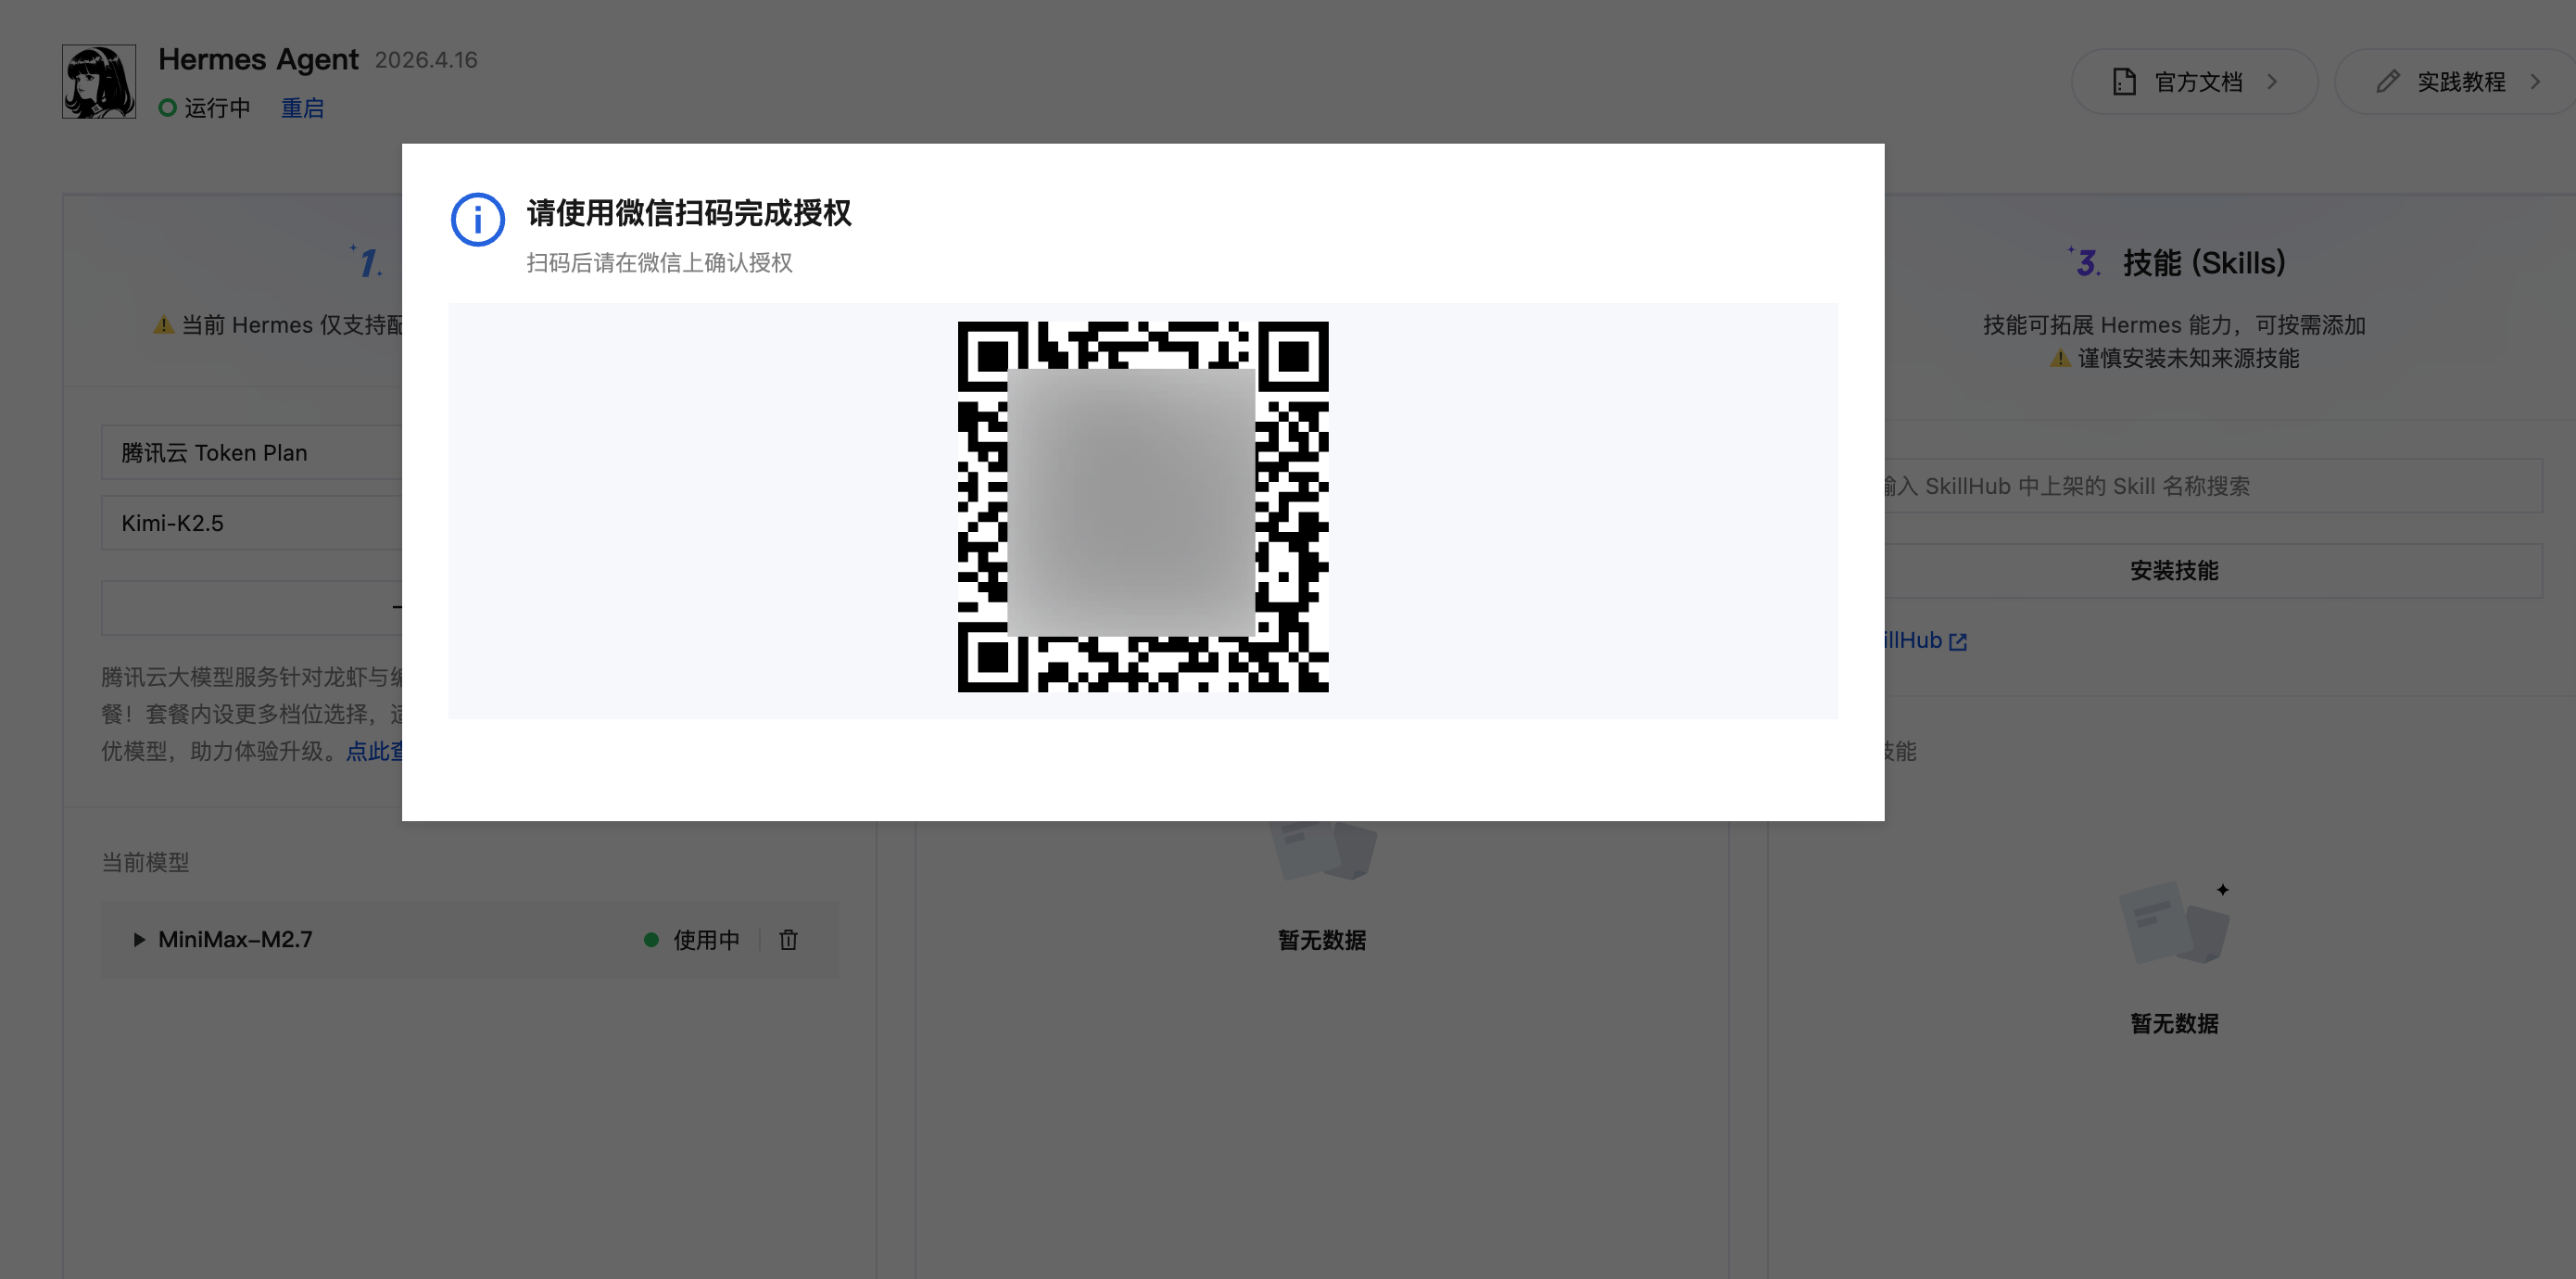 Hermes Agent 2026.4.16
运行中 重启
官方文档
实践教程
请使用微信扫码完成授权
扫码后请在微信上确认授权
1.
当前 Hermes 仅支持配
腾讯云 Token Plan
Kimi-K2.5
腾讯云大模型服务针对龙虾与编
餐！套餐内设更多档位选择，适
优模型，助力体验升级。点此查
当前模型
MiniMax-M2.7 使用中
暂无数据
3. 技能 (Skills)
技能可拓展 Hermes 能力，可按需添加
谨慎安装未知来源技能
输入 SkillHub 中上架的 Skill 名称搜索
安装技能
illHub
技能
暂无数据